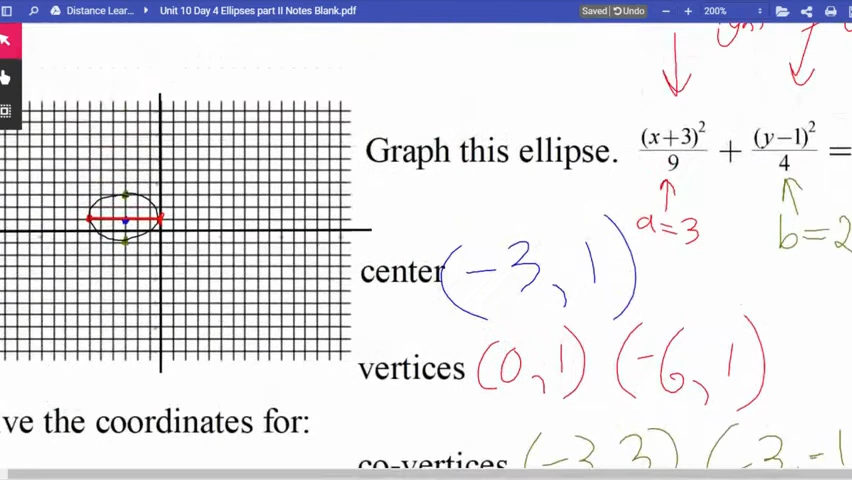 Distance Lear... Unit 10 Day 4 Ellipses part II Notes Blank.pdf Saved Undo 200%
Graph this ellipse. (x+3)²/9 + (y−1)²/4 =
a=3 b=2
center (−3, 1)
vertices (0, 1) (−6, 1)
ve the coordinates for:
co-vertices (−3, 3) (−3, −1